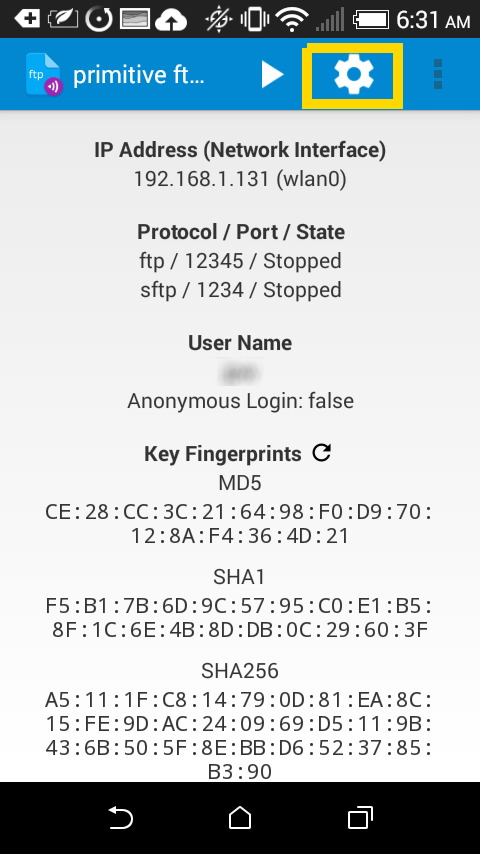 6:31 AM
ftp
primitive ft...
IP Address (Network Interface)
192.168.1.131 (wlan0)
Protocol / Port / State
ftp / 12345 / Stopped
sftp / 1234 / Stopped
User Name
Anonymous Login: false
Key Fingerprints
MD5
CE:28:CC:3C:21:64:98:F0:D9:70:
12:8A:F4:36:4D:21
SHA1
F5:B1:7B:6D:9C:57:95:C0:E1:B5:
8F:1C:6E:4B:8D:DB:0C:29:60:3F
SHA256
A5:11:1F:C8:14:79:0D:81:EA:8C:
15:FE:9D:AC:24:09:69:D5:11:9B:
43:6B:50:5F:8E:BB:D6:52:37:85:
B3:90